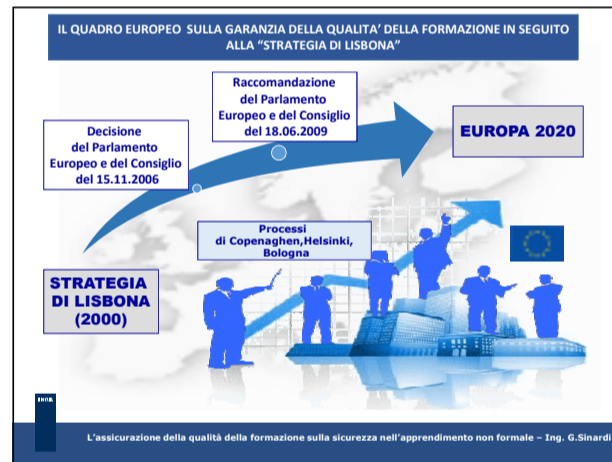 IL QUADRO EUROPEO SULLA GARANZIA DELLA QUALITA' DELLA FORMAZIONE IN SEGUITO
ALLA “STRATEGIA DI LISBONA”
Raccomandazione
del Parlamento
Europeo e del Consiglio
del 18.06.2009
Decisione
del Parlamento
Europeo e del Consiglio
del 15.11.2006
EUROPA 2020
Processi
di Copenaghen,Helsinki,
Bologna
STRATEGIA
DI LISBONA
(2000)
L'assicurazione della qualità della formazione sulla sicurezza nell'apprendimento non formale – Ing. G.Sinardi